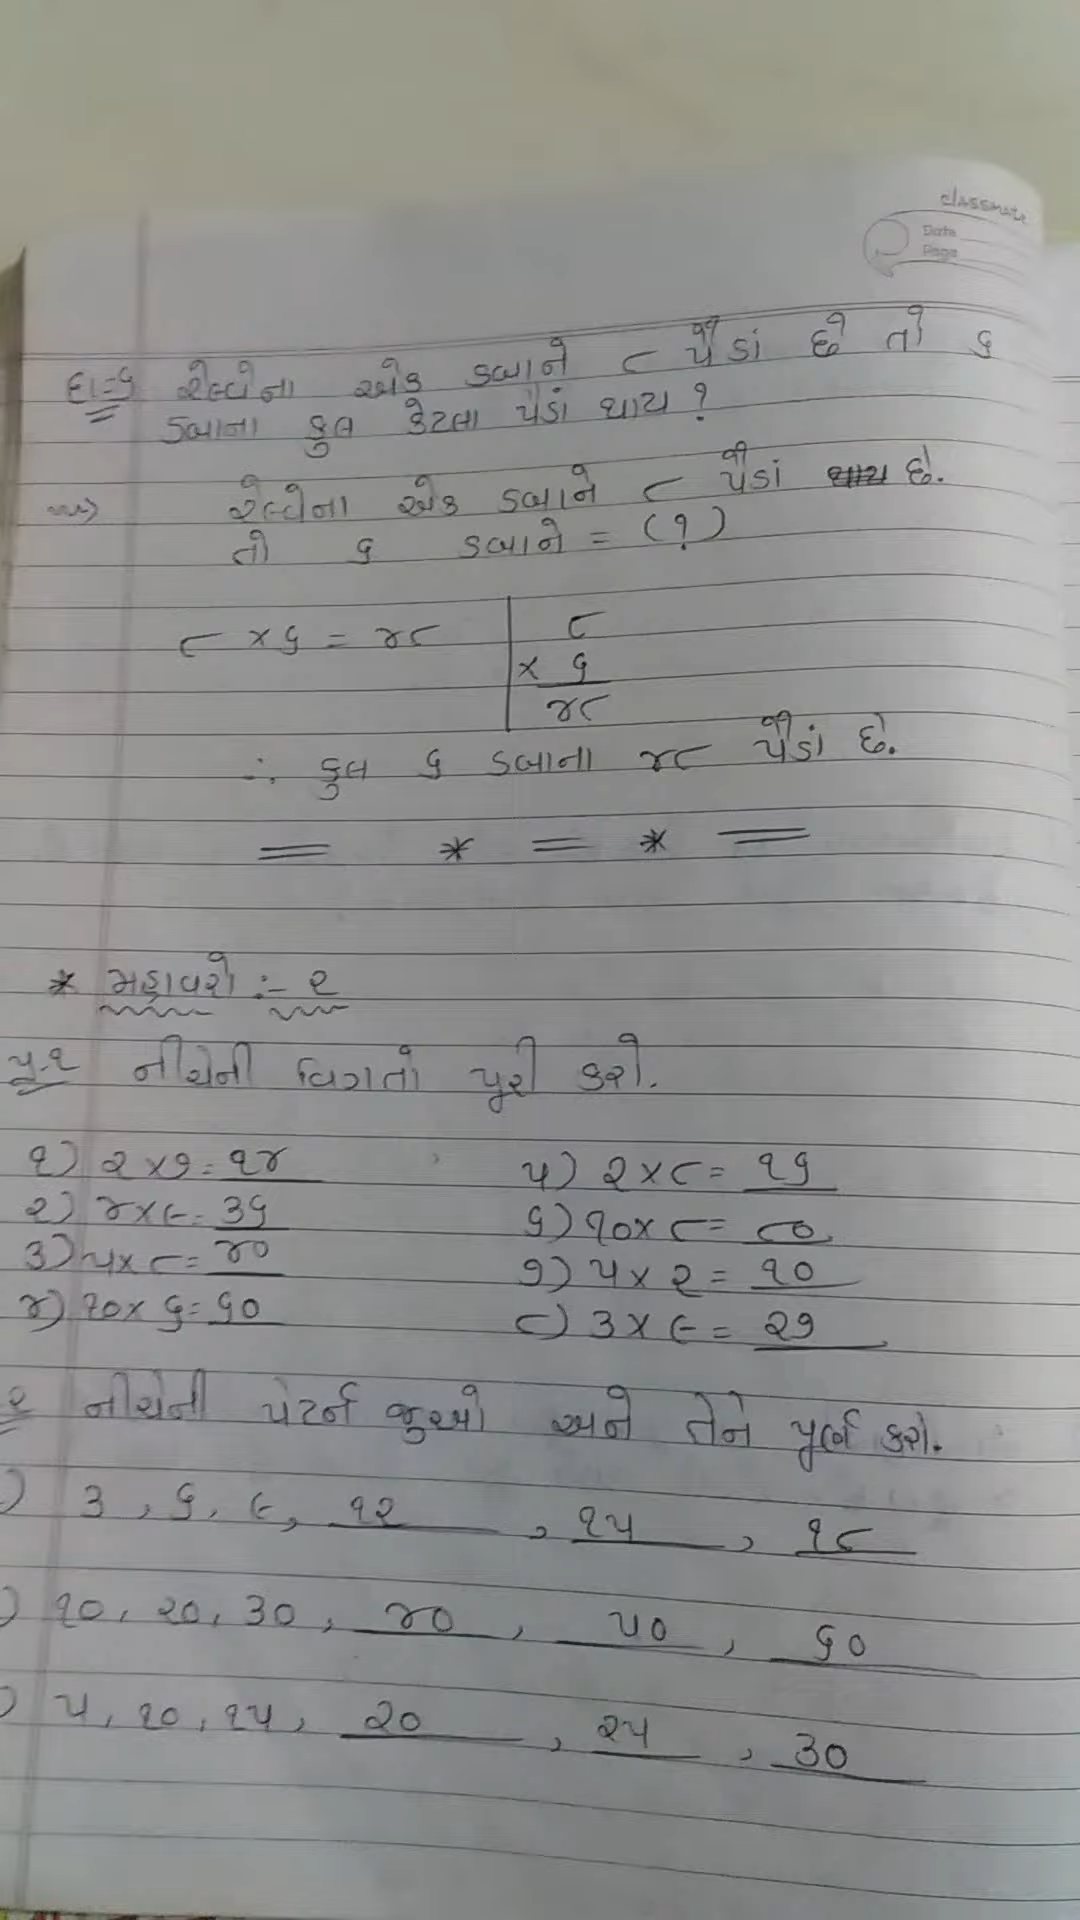 classmate
Date
Page
દા=૬ રેલ્વેના એક ડબાને ૮ પૈડાં છે તો ૬
ડબાના કુલ કેટલા પૈડાં થાય ?
રેલ્વેના એક ડબાને ૮ પૈડાં થાય છે.
તો ૬ ડબાને = (?)
૮ × ૬ = ૪૮
૮
× ૬
૪૮
∴ કુલ ૬ ડબાના ૪૮ પૈડાં છે.
= * = * =
* મહાવરો :- ૨
પ્ર.૧ નીચેની વિગતો પૂરી કરો.
૧) ૨ × ૭ = ૧૪ ૫) ૨ × ૮ = ૧૬
૨) ૪ × ૯ = ૩૬ ૬) ૧૦ × ૮ = ૮૦
૩) ૫ × ૮ = ૪૦ ૭) ૫ × ૨ = ૧૦
૪) ૧૦ × ૬ = ૬૦ ૮) ૩ × ૯ = ૨૭
૨ નીચેની પેટર્ન જુઓ અને તેને પૂર્ણ કરો.
) ૩, ૬, ૯, ૧૨, ૧૫, ૧૮
) ૧૦, ૨૦, ૩૦, ૪૦, ૫૦, ૬૦
) ૫, ૧૦, ૧૫, ૨૦, ૨૫, ૩૦